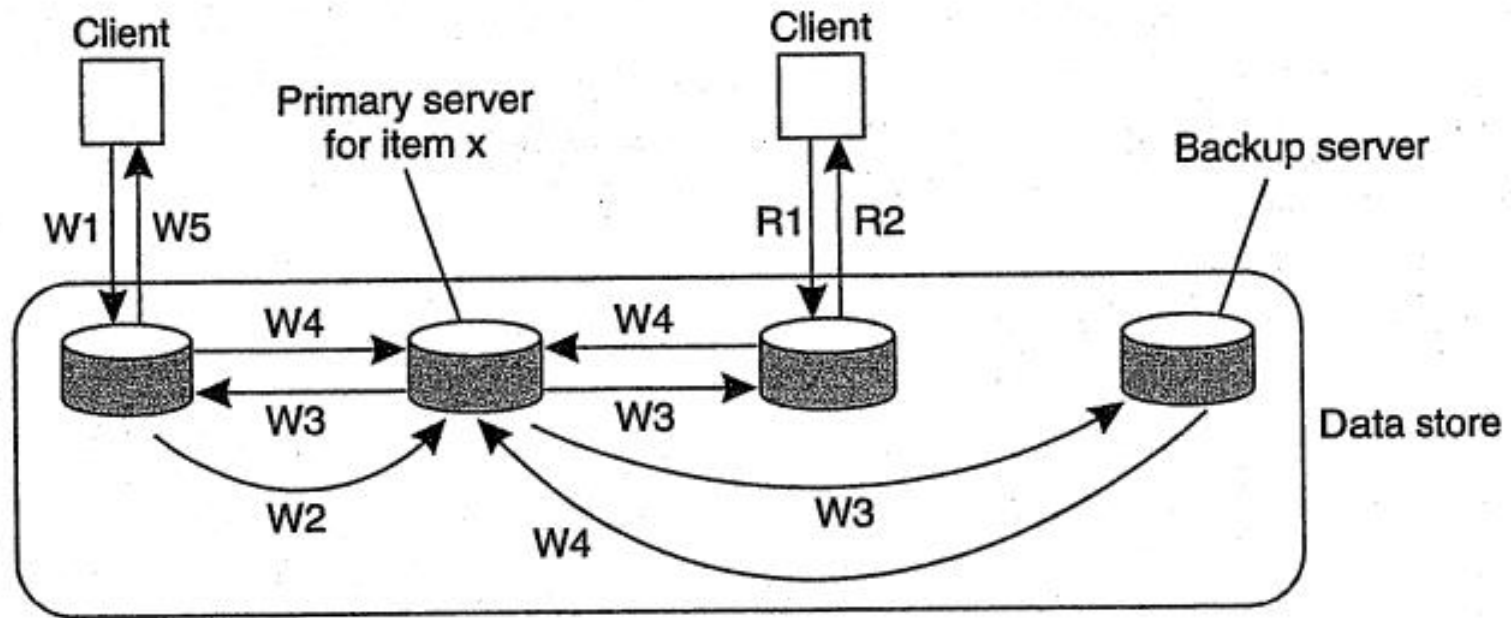 Client
Client
Primary server
for item x
Backup server
W1
W5
R1
R2
W4
W4
W3
W3
Data store
W2
W3
W4